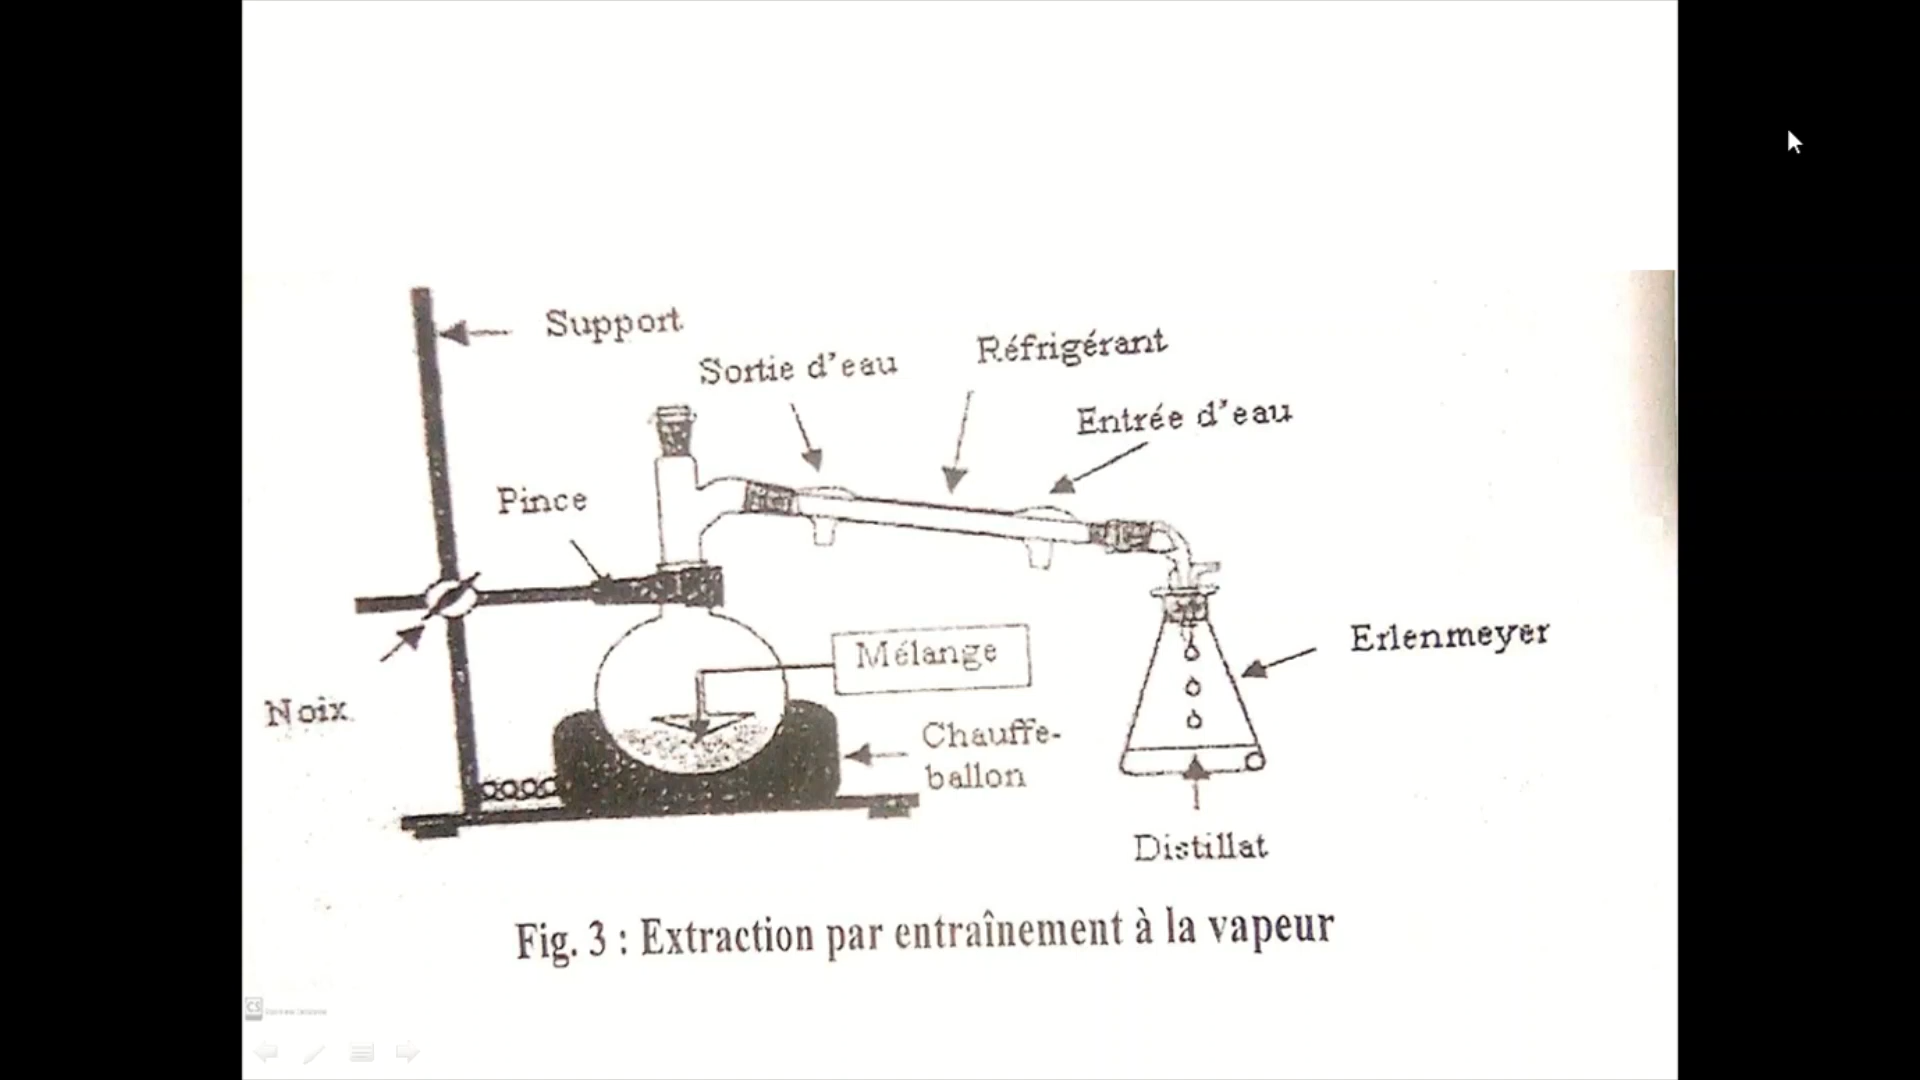 Support
Sortie d'eau
Réfrigérant
Entrée d'eau
Pince
Mélange
Erlenmeyer
Noix
Chauffe-
ballon
Distillat
Fig. 3 : Extraction par entraînement à la vapeur
CS